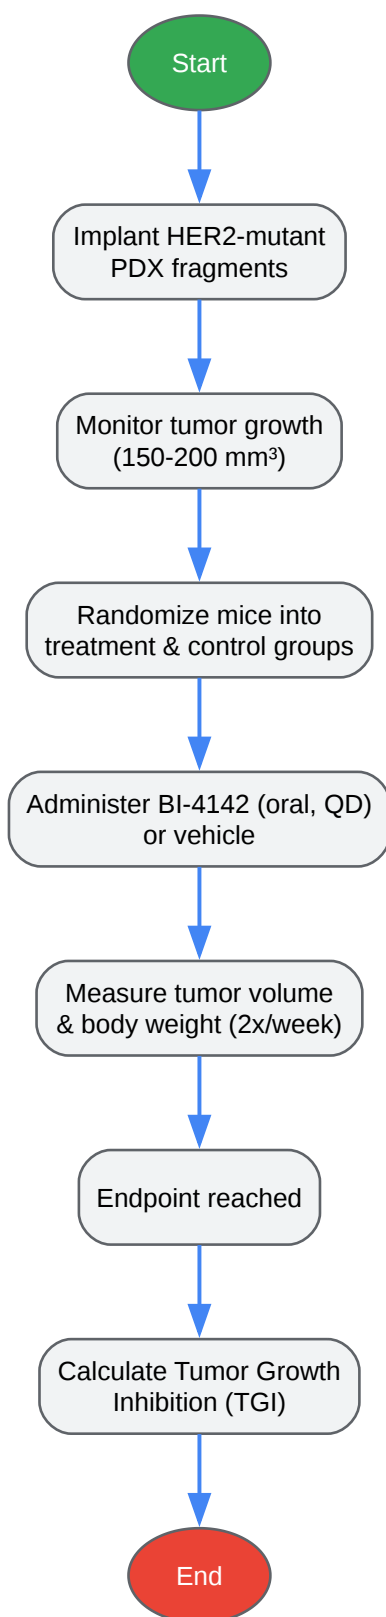 Start
Implant HER2-mutant
PDX fragments
Monitor tumor growth
(150-200 mm³)
Randomize mice into
treatment & control groups
Administer BI-4142 (oral, QD)
or vehicle
Measure tumor volume
& body weight (2x/week)
Endpoint reached
Calculate Tumor Growth
Inhibition (TGI)
End